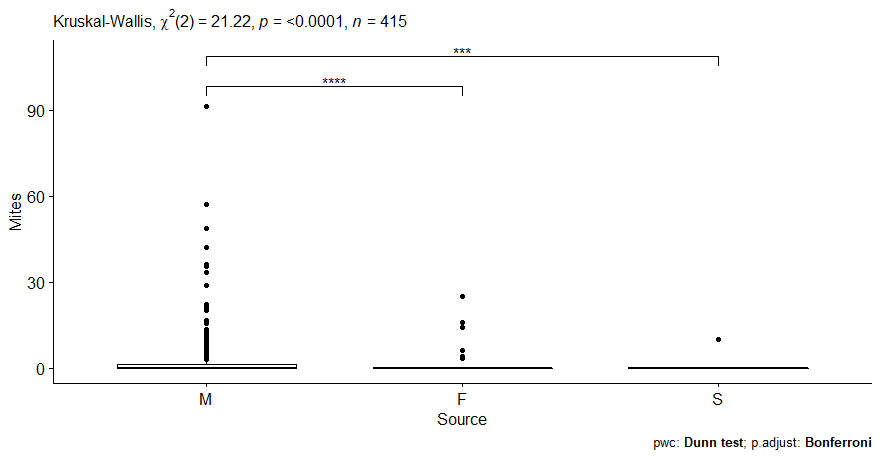 Kruskal-Wallis, χ²(2) = 21.22, p = <0.0001, n = 415
***
****
90
60
30
0
Mites
M F S
Source
pwc: Dunn test; p.adjust: Bonferroni